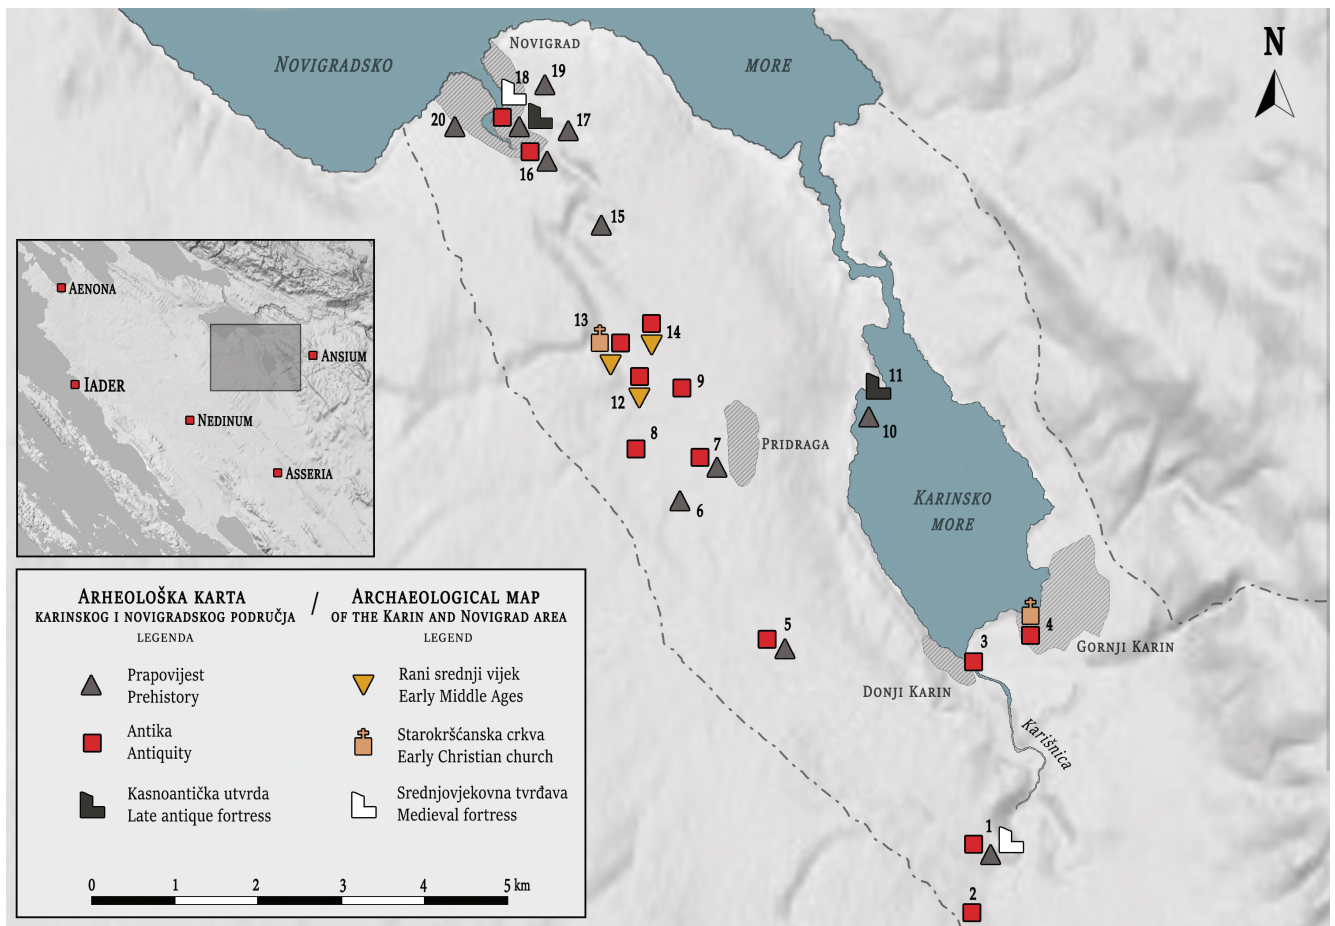 NOVIGRAD
NOVIGRADSKO
MORE
N
18
19
20
17
16
15
AENONA
ANSIUM
IADER
NEDINUM
ASSERIA
13
14
12
9
11
10
8
7
PRIDRAGA
6
KARINSKO
MORE
5
4
3
GORNJI KARIN
DONJI KARIN
Karišnica
1
2
ARHEOLOŠKA KARTA
KARINSKOG I NOVIGRADSKOG PODRUČJA
LEGENDA
/
ARCHAEOLOGICAL MAP
OF THE KARIN AND NOVIGRAD AREA
LEGEND
Prapovijest
Prehistory
Antika
Antiquity
Kasnoantička utvrda
Late antique fortress
Rani srednji vijek
Early Middle Ages
Starokršćanska crkva
Early Christian church
Srednjovjekovna tvrđava
Medieval fortress
0 1 2 3 4 5 km